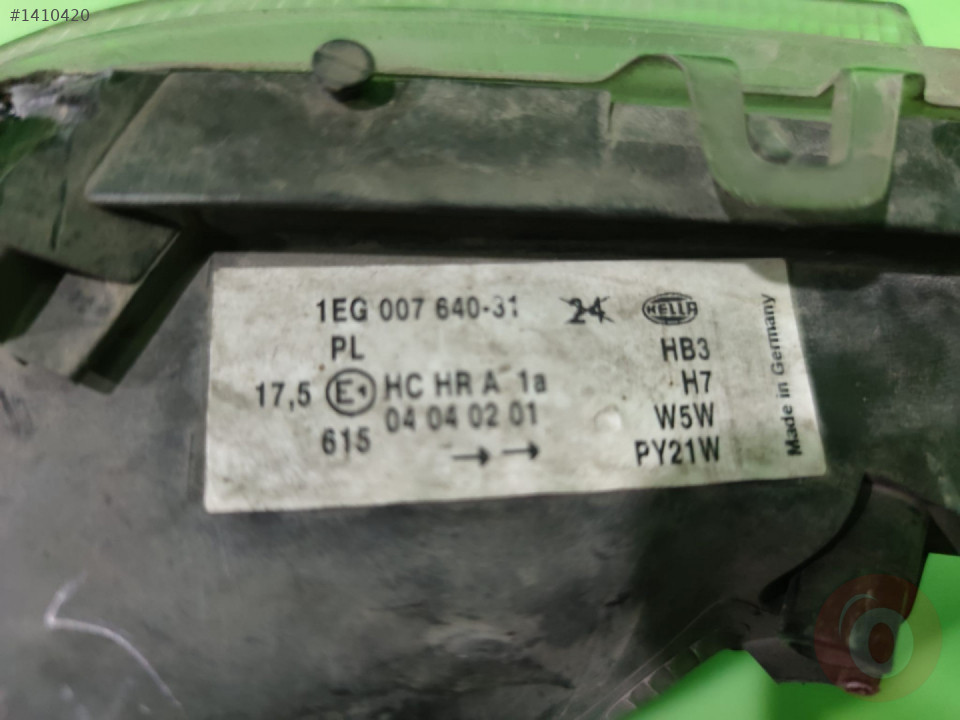 #1410420
1EG 007 640-31 24 HELLA
PL HB3
17,5 E1 HC HR A 1a H7
04 04 02 01 W5W
615 PY21W
Made in Germany